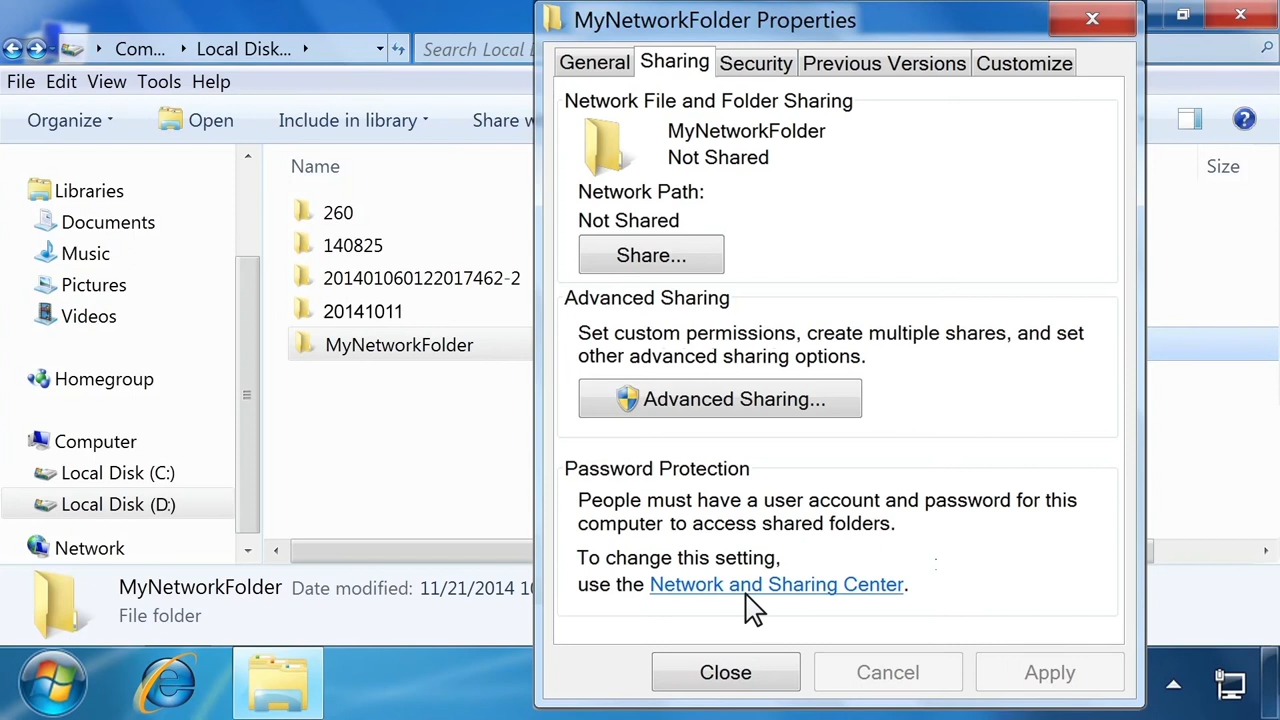 MyNetworkFolder Properties
Com...
Local Disk...
Search Local
File Edit View Tools Help
Organize
Open
Include in library
Share w
Name
Size
Libraries
Documents
Music
Pictures
Videos
Homegroup
Computer
Local Disk (C:)
Local Disk (D:)
Network
260
140825
201401060122017462-2
20141011
MyNetworkFolder
General Sharing Security Previous Versions Customize
Network File and Folder Sharing
MyNetworkFolder
Not Shared
Network Path:
Not Shared
Share...
Advanced Sharing
Set custom permissions, create multiple shares, and set
other advanced sharing options.
Advanced Sharing...
Password Protection
People must have a user account and password for this
computer to access shared folders.
To change this setting,
use the Network and Sharing Center.
Close Cancel Apply
MyNetworkFolder Date modified: 11/21/2014
File folder